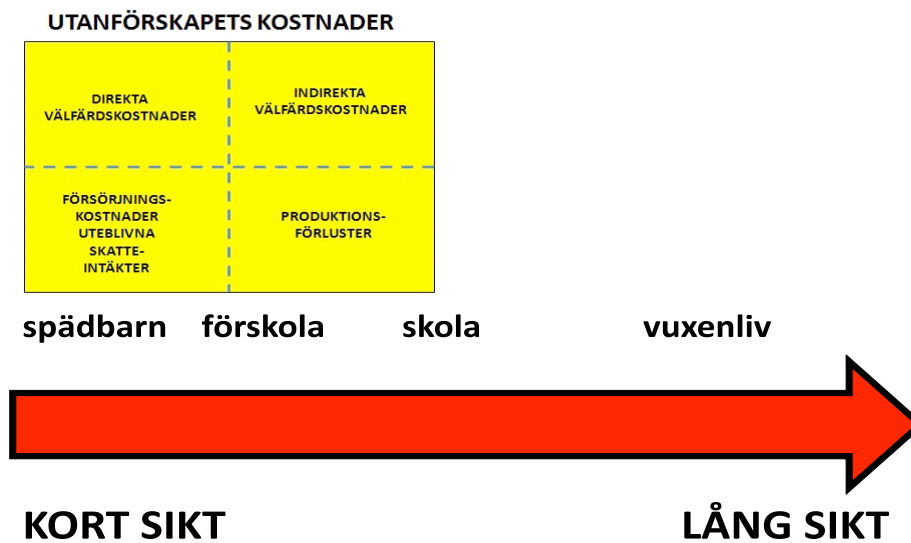 UTANFÖRSKAPETS KOSTNADER
DIREKTA
VÄLFÄRDSKOSTNADER
INDIREKTA
VÄLFÄRDSKOSTNADER
FÖRSÖRJNINGS-
KOSTNADER
UTEBLIVNA
SKATTE-
INTÄKTER
PRODUKTIONS-
FÖRLUSTER
spädbarn förskola skola vuxenliv
KORT SIKT LÅNG SIKT